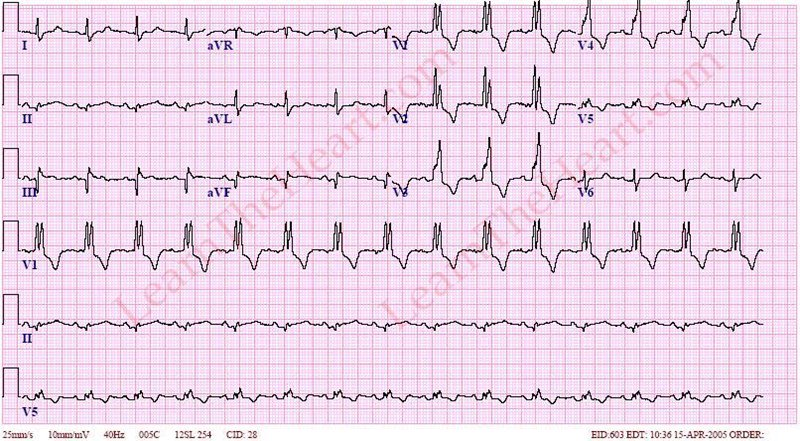 I aVR V1 V4
II aVL V2 V5
III aVF V3 V6
V1
II
V5
LearnTheHeart.com
LearnTheHeart.com
25mm/s 10mm/mV 40Hz 005C 12SL 254 CID: 28 EID:603 EDT: 10:36 15-APR-2005 ORDER: